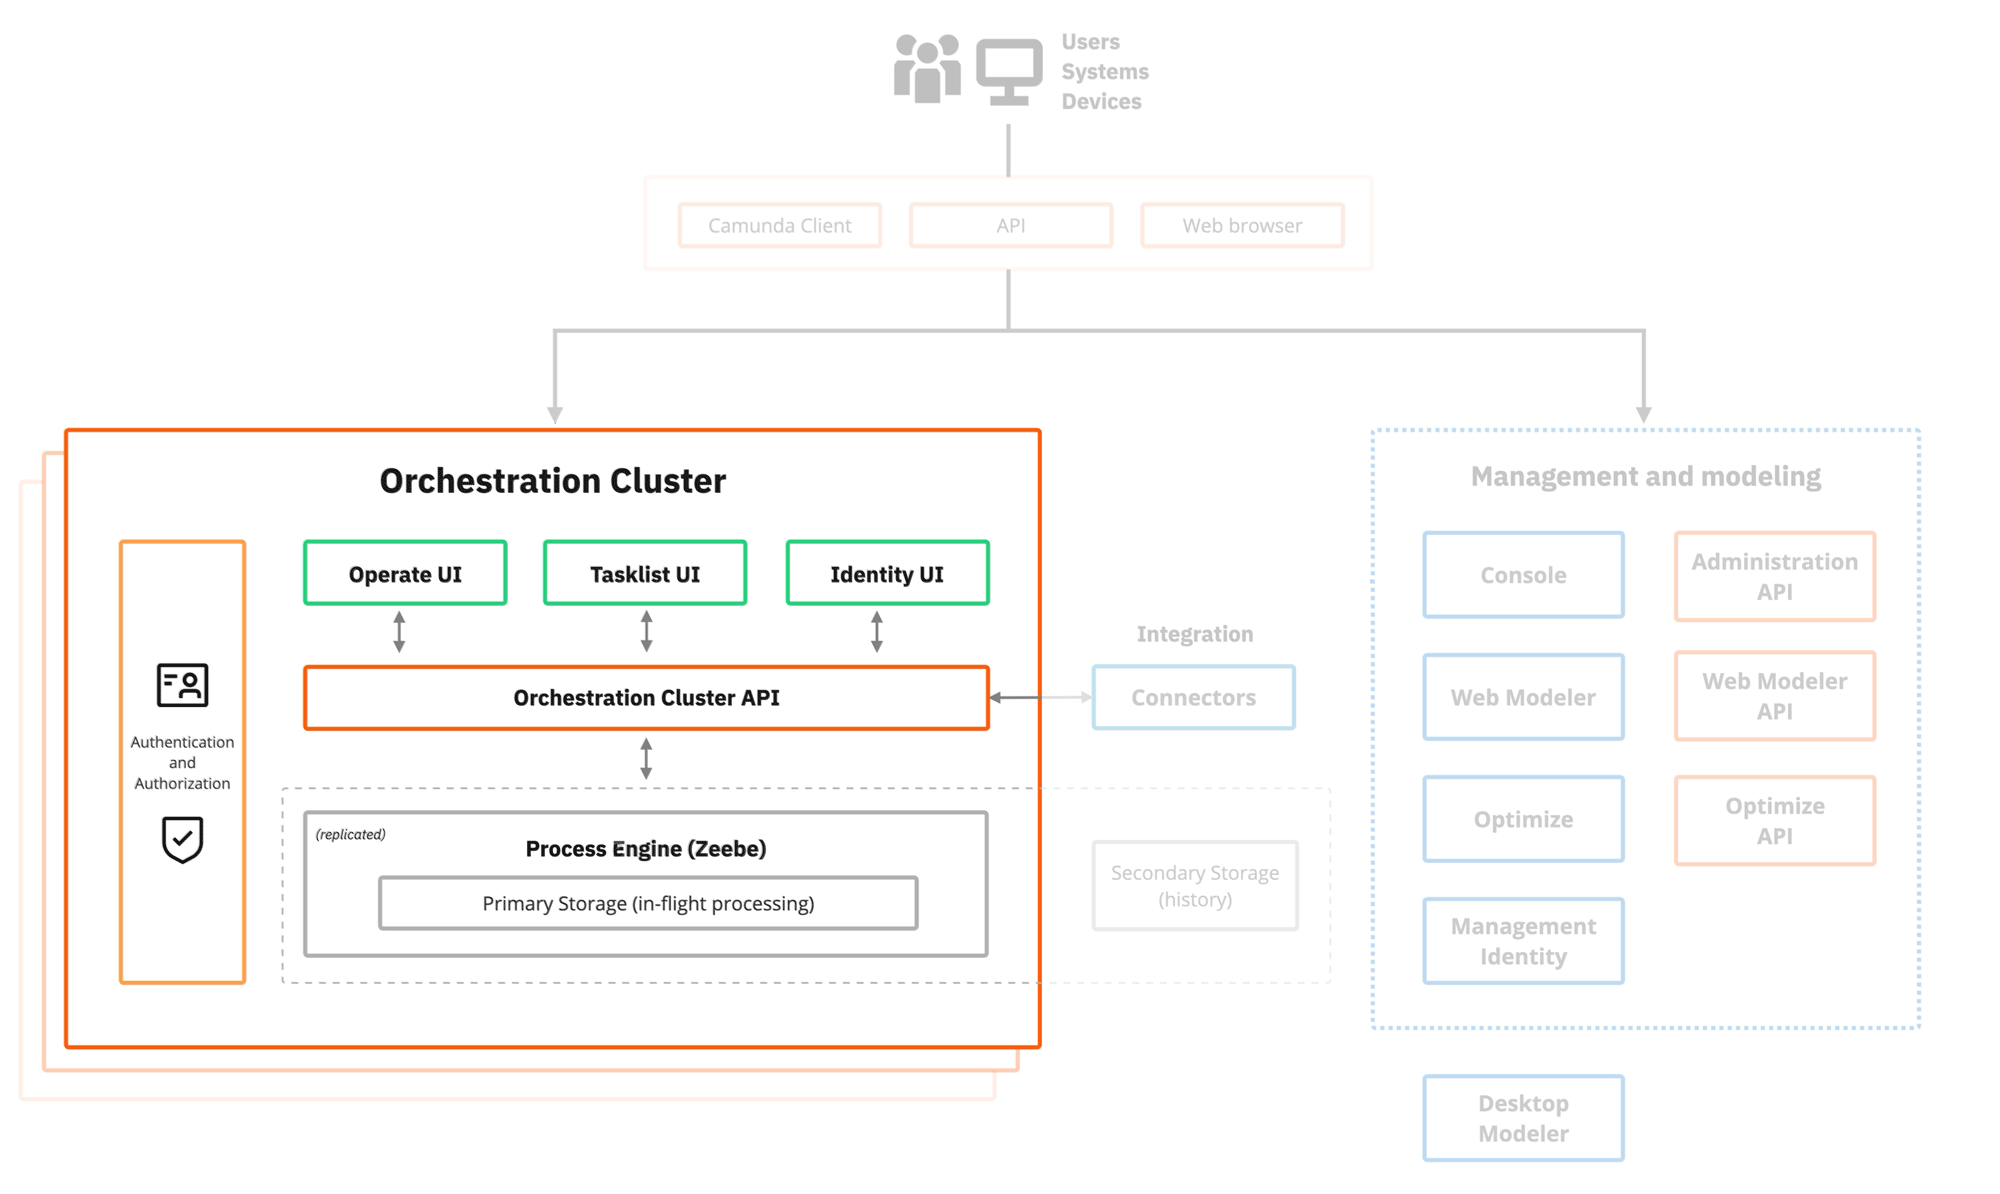 Users
Systems
Devices
Camunda Client
API
Web browser
Orchestration Cluster
Operate UI
Tasklist UI
Identity UI
Authentication
and
Authorization
Orchestration Cluster API
(replicated)
Process Engine (Zeebe)
Primary Storage (in-flight processing)
Integration
Connectors
Secondary Storage
(history)
Management and modeling
Console
Administration
API
Web Modeler
Web Modeler
API
Optimize
Optimize
API
Management
Identity
Desktop
Modeler